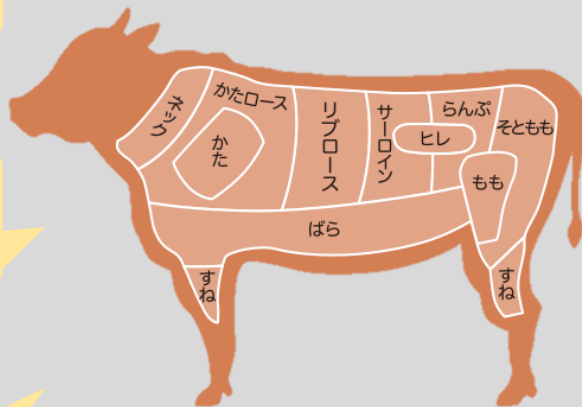 ネック
かたロース
かた
リブロース
サーロイン
ヒレ
らんぷ
そともも
もも
ばら
すね
すね